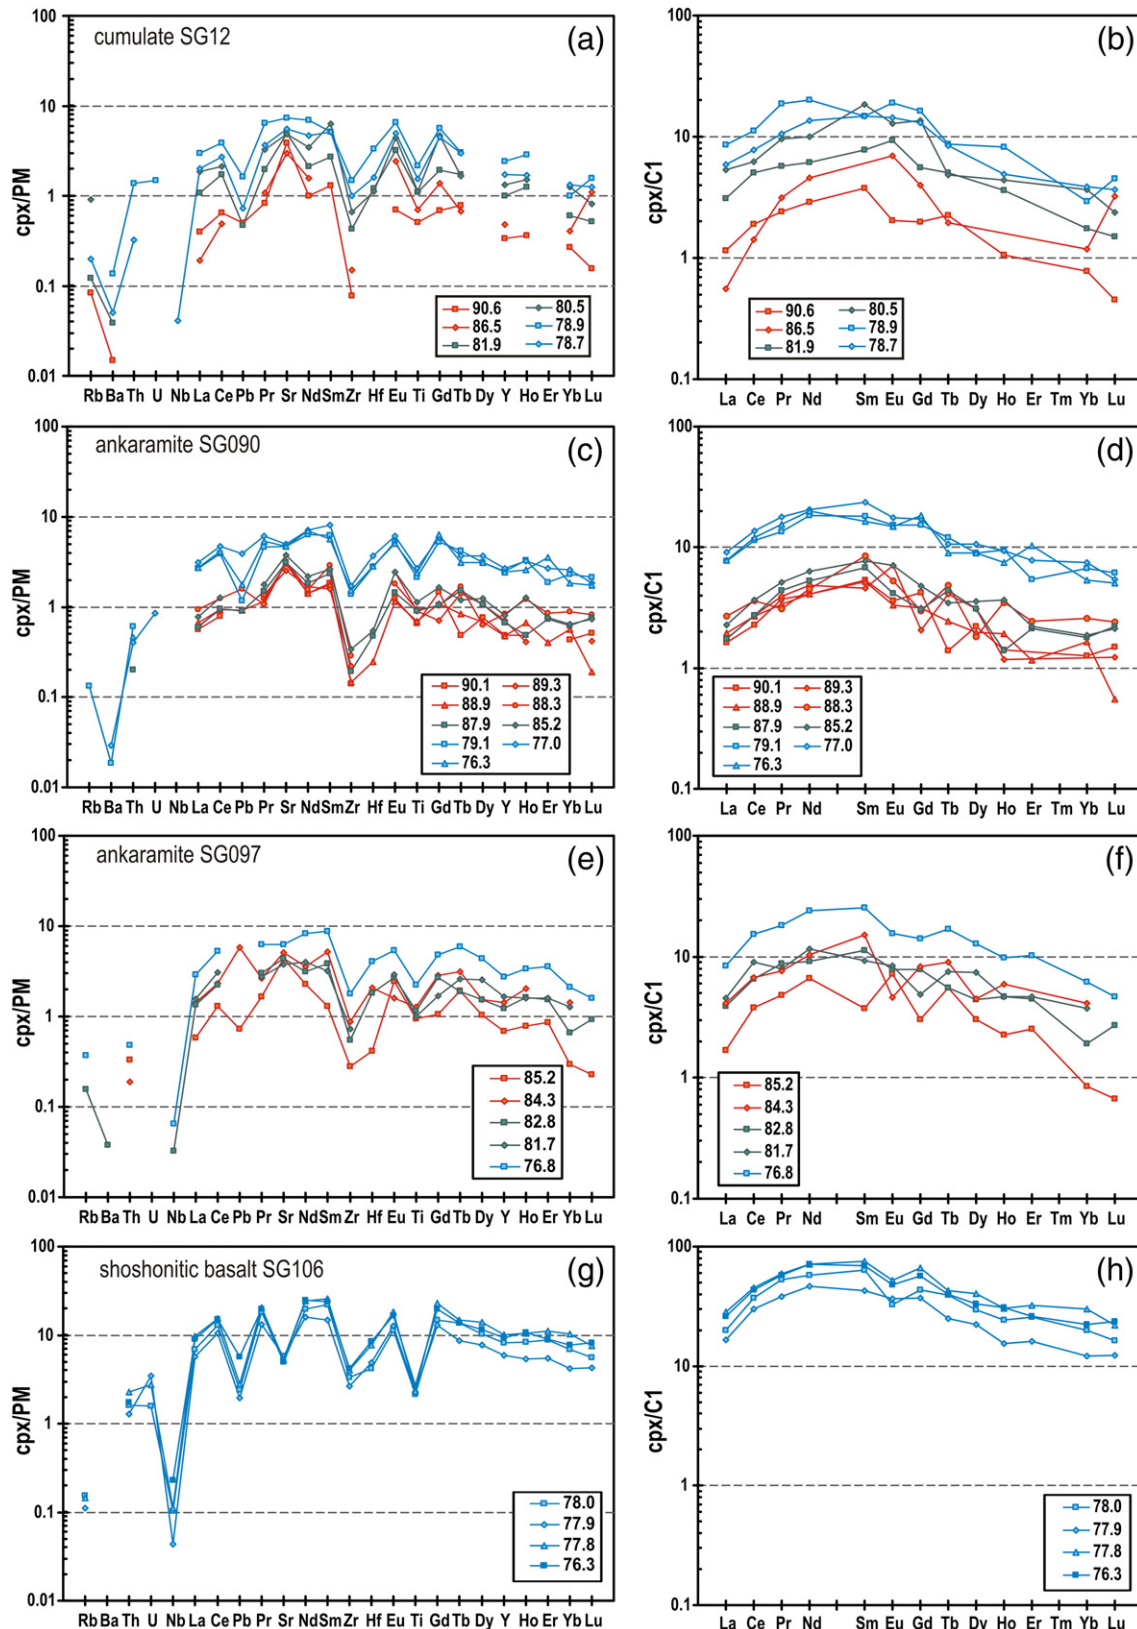 cumulate SG12
(a)
cpx/PM
100
10
1
0.1
0.01
90.6 80.5
86.5 78.9
81.9 78.7
Rb Ba Th U Nb La Ce Pb Pr Sr Nd Sm Zr Hf Eu Ti Gd Tb Dy Y Ho Er Yb Lu
(b)
cpx/C1
100
10
1
0.1
90.6 80.5
86.5 78.9
81.9 78.7
La Ce Pr Nd Sm Eu Gd Tb Dy Ho Er Tm Yb Lu
ankaramite SG090
(c)
cpx/PM
100
10
1
0.1
0.01
90.1 89.3
88.9 88.3
87.9 85.2
79.1 77.0
76.3
Rb Ba Th U Nb La Ce Pb Pr Sr Nd Sm Zr Hf Eu Ti Gd Tb Dy Y Ho Er Yb Lu
(d)
cpx/C1
100
10
1
0.1
90.1 89.3
88.9 88.3
87.9 85.2
79.1 77.0
76.3
La Ce Pr Nd Sm Eu Gd Tb Dy Ho Er Tm Yb Lu
ankaramite SG097
(e)
cpx/PM
100
10
1
0.1
0.01
85.2
84.3
82.8
81.7
76.8
Rb Ba Th U Nb La Ce Pb Pr Sr Nd Sm Zr Hf Eu Ti Gd Tb Dy Y Ho Er Yb Lu
(f)
cpx/C1
100
10
1
0.1
85.2
84.3
82.8
81.7
76.8
La Ce Pr Nd Sm Eu Gd Tb Dy Ho Er Tm Yb Lu
shoshonitic basalt SG106
(g)
cpx/PM
100
10
1
0.1
0.01
78.0
77.9
77.8
76.3
Rb Ba Th U Nb La Ce Pb Pr Sr Nd Sm Zr Hf Eu Ti Gd Tb Dy Y Ho Er Yb Lu
(h)
cpx/C1
100
10
1
0.1
78.0
77.9
77.8
76.3
La Ce Pr Nd Sm Eu Gd Tb Dy Ho Er Tm Yb Lu